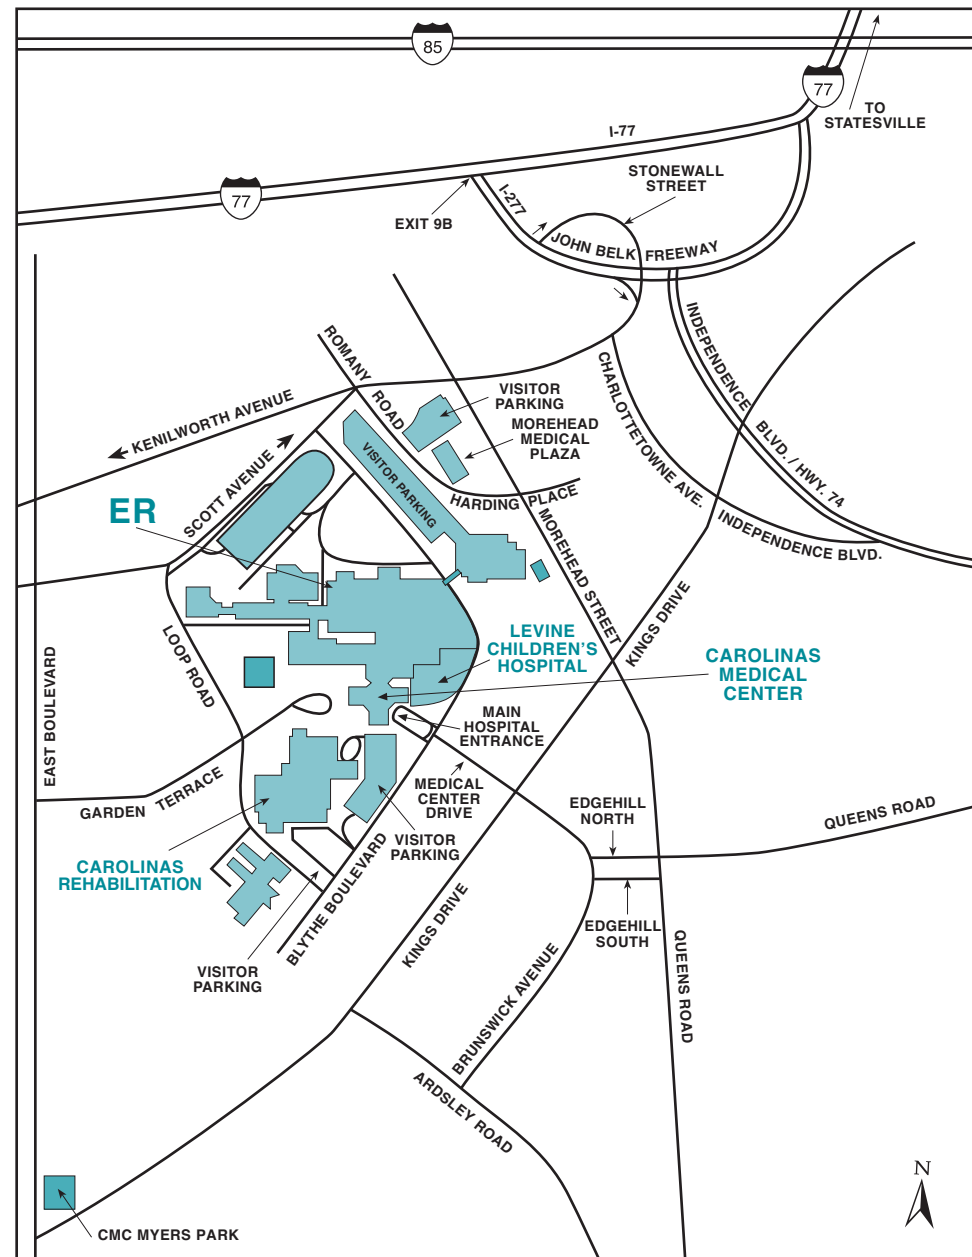 85
77
TO
STATESVILLE
I-77
STONEWALL
STREET
77
I-277
EXIT 9B
JOHN BELK FREEWAY
ROMANY ROAD
INDEPENDENCE BLVD. / HWY. 74
CHARLOTTETOWNE AVE.
KENILWORTH AVENUE
VISITOR
PARKING
MOREHEAD
MEDICAL
PLAZA
SCOTT AVENUE
VISITOR PARKING
HARDING PLACE
ER
MOREHEAD STREET
INDEPENDENCE BLVD.
KINGS DRIVE
LOOP ROAD
LEVINE
CHILDREN'S
HOSPITAL
CAROLINAS
MEDICAL
CENTER
EAST BOULEVARD
MAIN
HOSPITAL
ENTRANCE
GARDEN TERRACE
MEDICAL
CENTER
DRIVE
EDGEHILL
NORTH
QUEENS ROAD
VISITOR
PARKING
CAROLINAS
REHABILITATION
BLYTHE BOULEVARD
KINGS DRIVE
EDGEHILL
SOUTH
VISITOR
PARKING
QUEENS ROAD
BRUNSWICK AVENUE
ARDSLEY ROAD
N
CMC MYERS PARK